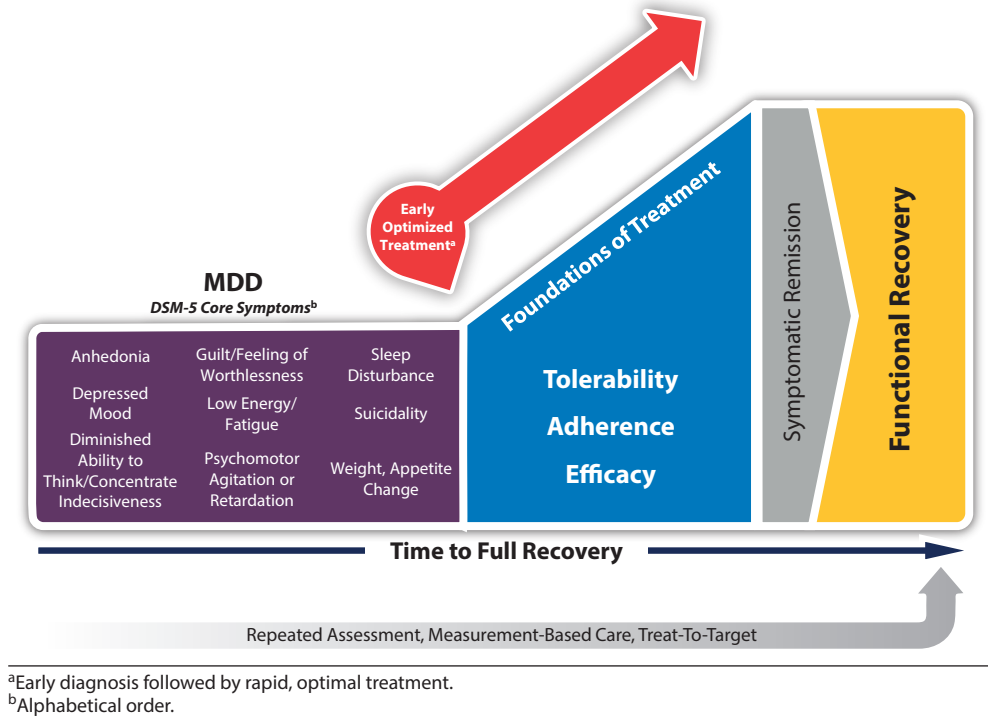 Early
Optimized
Treatmentᵃ
MDD
DSM-5 Core Symptomsᵇ
Anhedonia
Depressed
Mood
Diminished
Ability to
Think/Concentrate
Indecisiveness
Guilt/Feeling of
Worthlessness
Low Energy/
Fatigue
Psychomotor
Agitation or
Retardation
Sleep
Disturbance
Suicidality
Weight, Appetite
Change
Foundations of Treatment
Tolerability
Adherence
Efficacy
Symptomatic Remission
Functional Recovery
Time to Full Recovery
Repeated Assessment, Measurement-Based Care, Treat-To-Target
ᵃEarly diagnosis followed by rapid, optimal treatment.
ᵇAlphabetical order.